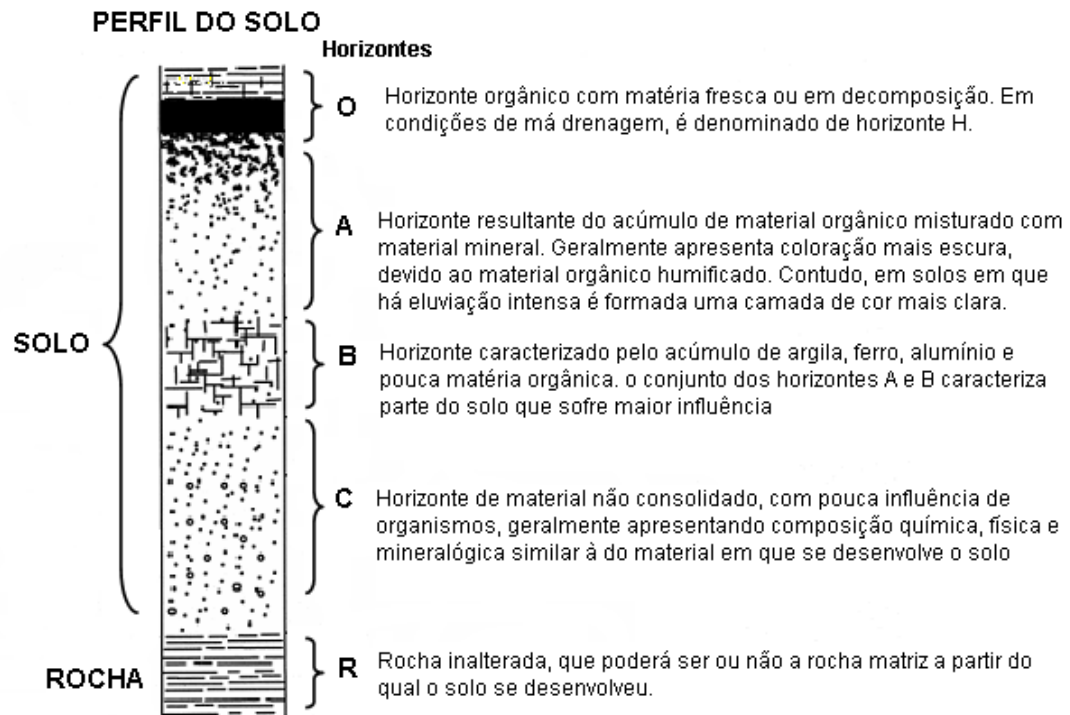 PERFIL DO SOLO
Horizontes
O
Horizonte orgânico com matéria fresca ou em decomposição. Em
condições de má drenagem, é denominado de horizonte H.
A
Horizonte resultante do acúmulo de material orgânico misturado com
material mineral. Geralmente apresenta coloração mais escura,
devido ao material orgânico humificado. Contudo, em solos em que
há eluviação intensa é formada uma camada de cor mais clara.
SOLO
B
Horizonte caracterizado pelo acúmulo de argila, ferro, alumínio e
pouca matéria orgânica. o conjunto dos horizontes A e B caracteriza
parte do solo que sofre maior influência
C
Horizonte de material não consolidado, com pouca influência de
organismos, geralmente apresentando composição química, física e
mineralógica similar à do material em que se desenvolve o solo
ROCHA
R
Rocha inalterada, que poderá ser ou não a rocha matriz a partir do
qual o solo se desenvolveu.